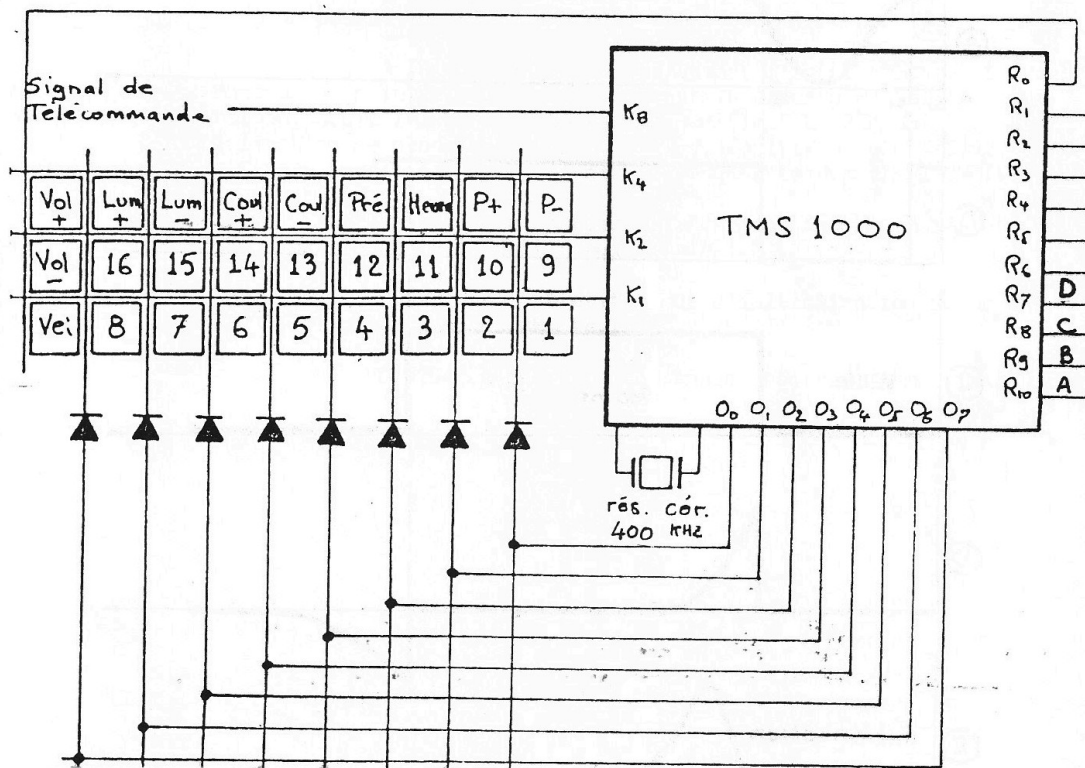 Signal de
Télécommande
K8
K4
K2
K1
TMS 1000
R0
R1
R2
R3
R4
R5
R6
R7 D
R8 C
R9 B
R10 A
Vol + Lum + Lum - Coul + Coul - Pré. Heure P+ P-
Vol - 16 15 14 13 12 11 10 9
Vei 8 7 6 5 4 3 2 1
O0 O1 O2 O3 O4 O5 O6 O7
rés. cér.
400 kHz